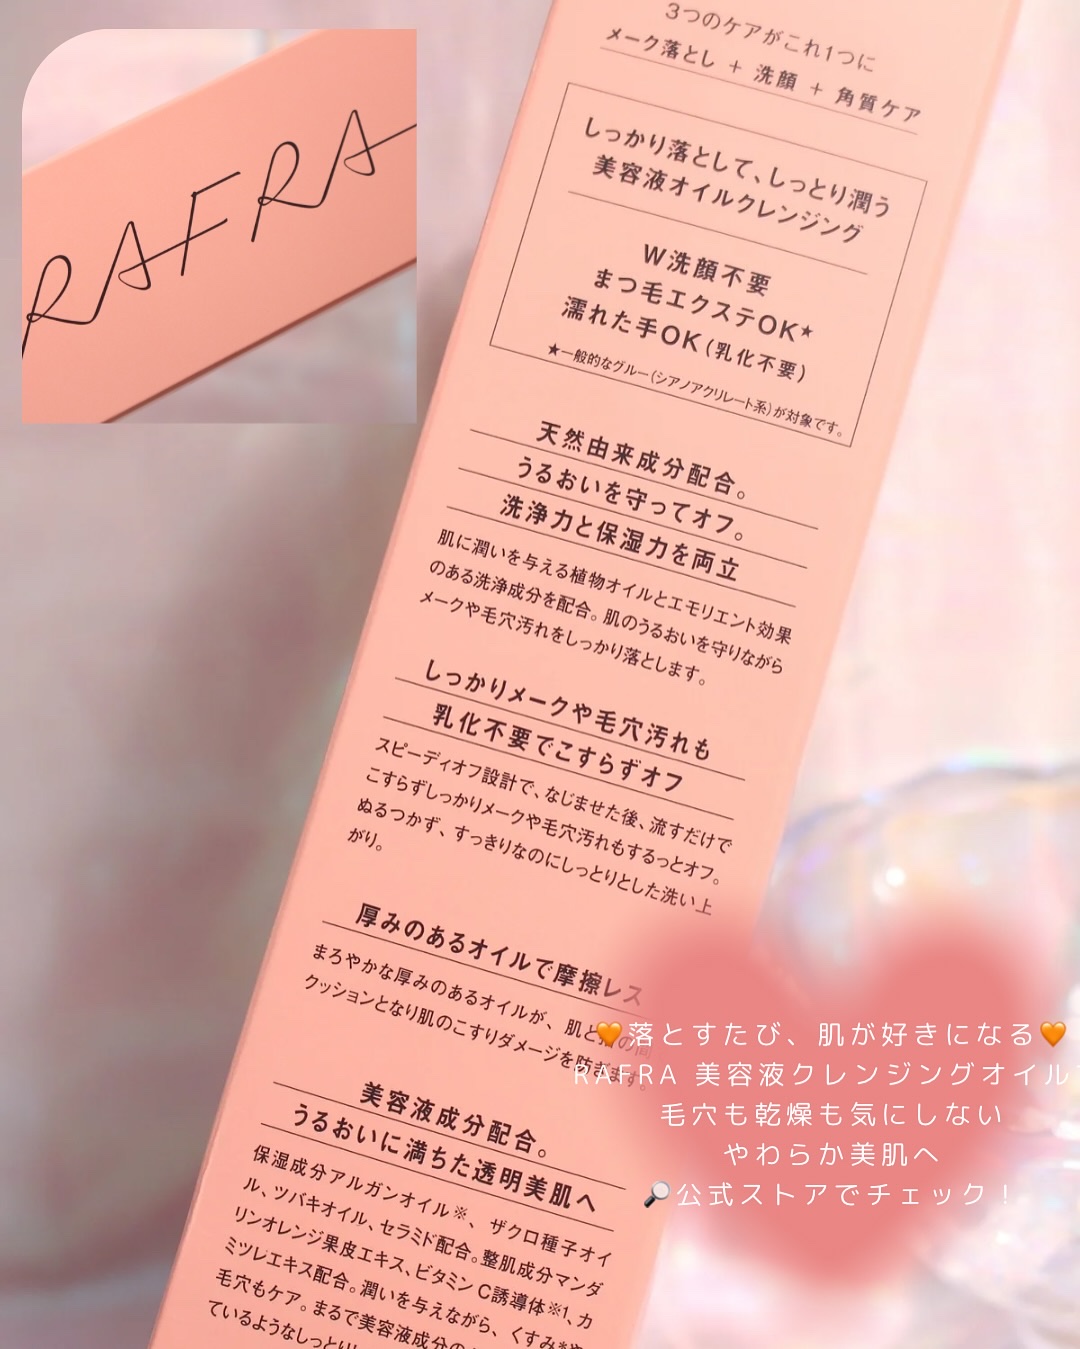 RAFRA
3つのケアがこれ1つに
メーク落とし + 洗顔 + 角質ケア
しっかり落として、しっとり潤う
美容液オイルクレンジング
W洗顔不要
まつ毛エクステOK★
濡れた手OK(乳化不要)
★一般的なグルー(シアノアクリレート系)が対象です。
天然由来成分配合。
うるおいを守ってオフ。
洗浄力と保湿力を両立
肌に潤いを与える植物オイルとエモリエント効果
のある洗浄成分を配合。肌のうるおいを守りながら
メークや毛穴汚れをしっかり落とします。
しっかりメークや毛穴汚れも
乳化不要でこすらずオフ
スピーディオフ設計で、なじませた後、流すだけで
こすらずしっかりメークや毛穴汚れもするっとオフ。
ぬるつかず、すっきりなのにしっとりとした洗い上
がり。
厚みのあるオイルで摩擦レス
まろやかな厚みのあるオイルが、肌と
クッションとなり肌のこすりダメージを防ぎます。
美容液成分配合。
うるおいに満ちた透明美肌へ
保湿成分アルガンオイル※、ザクロ種子オイ
ル、ツバキオイル、セラミド配合。整肌成分マンダ
リンオレンジ果皮エキス、ビタミンC誘導体※1、カ
ミツレエキス配合。潤いを与えながら、くすみ
毛穴もケア。まるで美容液成分の
ているようなしっとり
🧡落とすたび、肌が好きになる🧡
RAFRA 美容液クレンジングオイル
毛穴も乾燥も気にしない
やわらか美肌へ
🔎公式ストアでチェック!